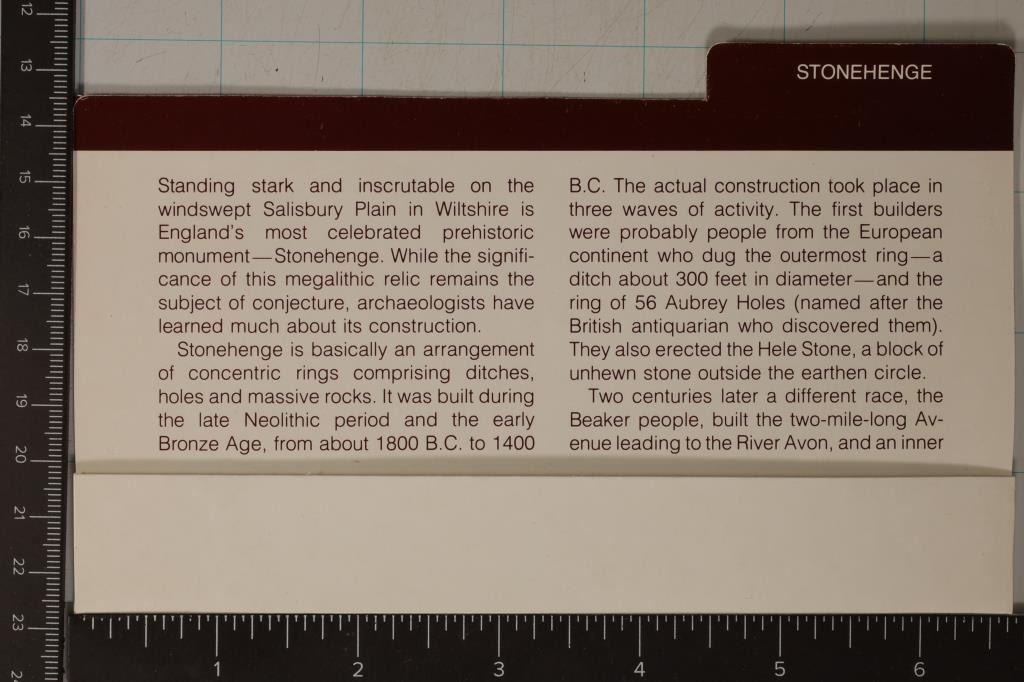 STONEHENGE
Standing stark and inscrutable on the
windswept Salisbury Plain in Wiltshire is
England's most celebrated prehistoric
monument—Stonehenge. While the signifi-
cance of this megalithic relic remains the
subject of conjecture, archaeologists have
learned much about its construction.
Stonehenge is basically an arrangement
of concentric rings comprising ditches,
holes and massive rocks. It was built during
the late Neolithic period and the early
Bronze Age, from about 1800 B.C. to 1400
B.C. The actual construction took place in
three waves of activity. The first builders
were probably people from the European
continent who dug the outermost ring—a
ditch about 300 feet in diameter—and the
ring of 56 Aubrey Holes (named after the
British antiquarian who discovered them).
They also erected the Hele Stone, a block of
unhewn stone outside the earthen circle.
Two centuries later a different race, the
Beaker people, built the two-mile-long Av-
enue leading to the River Avon, and an inner
12
13
14
15
16
17
18
19
20
21
22
23
24
1 2 3 4 5 6